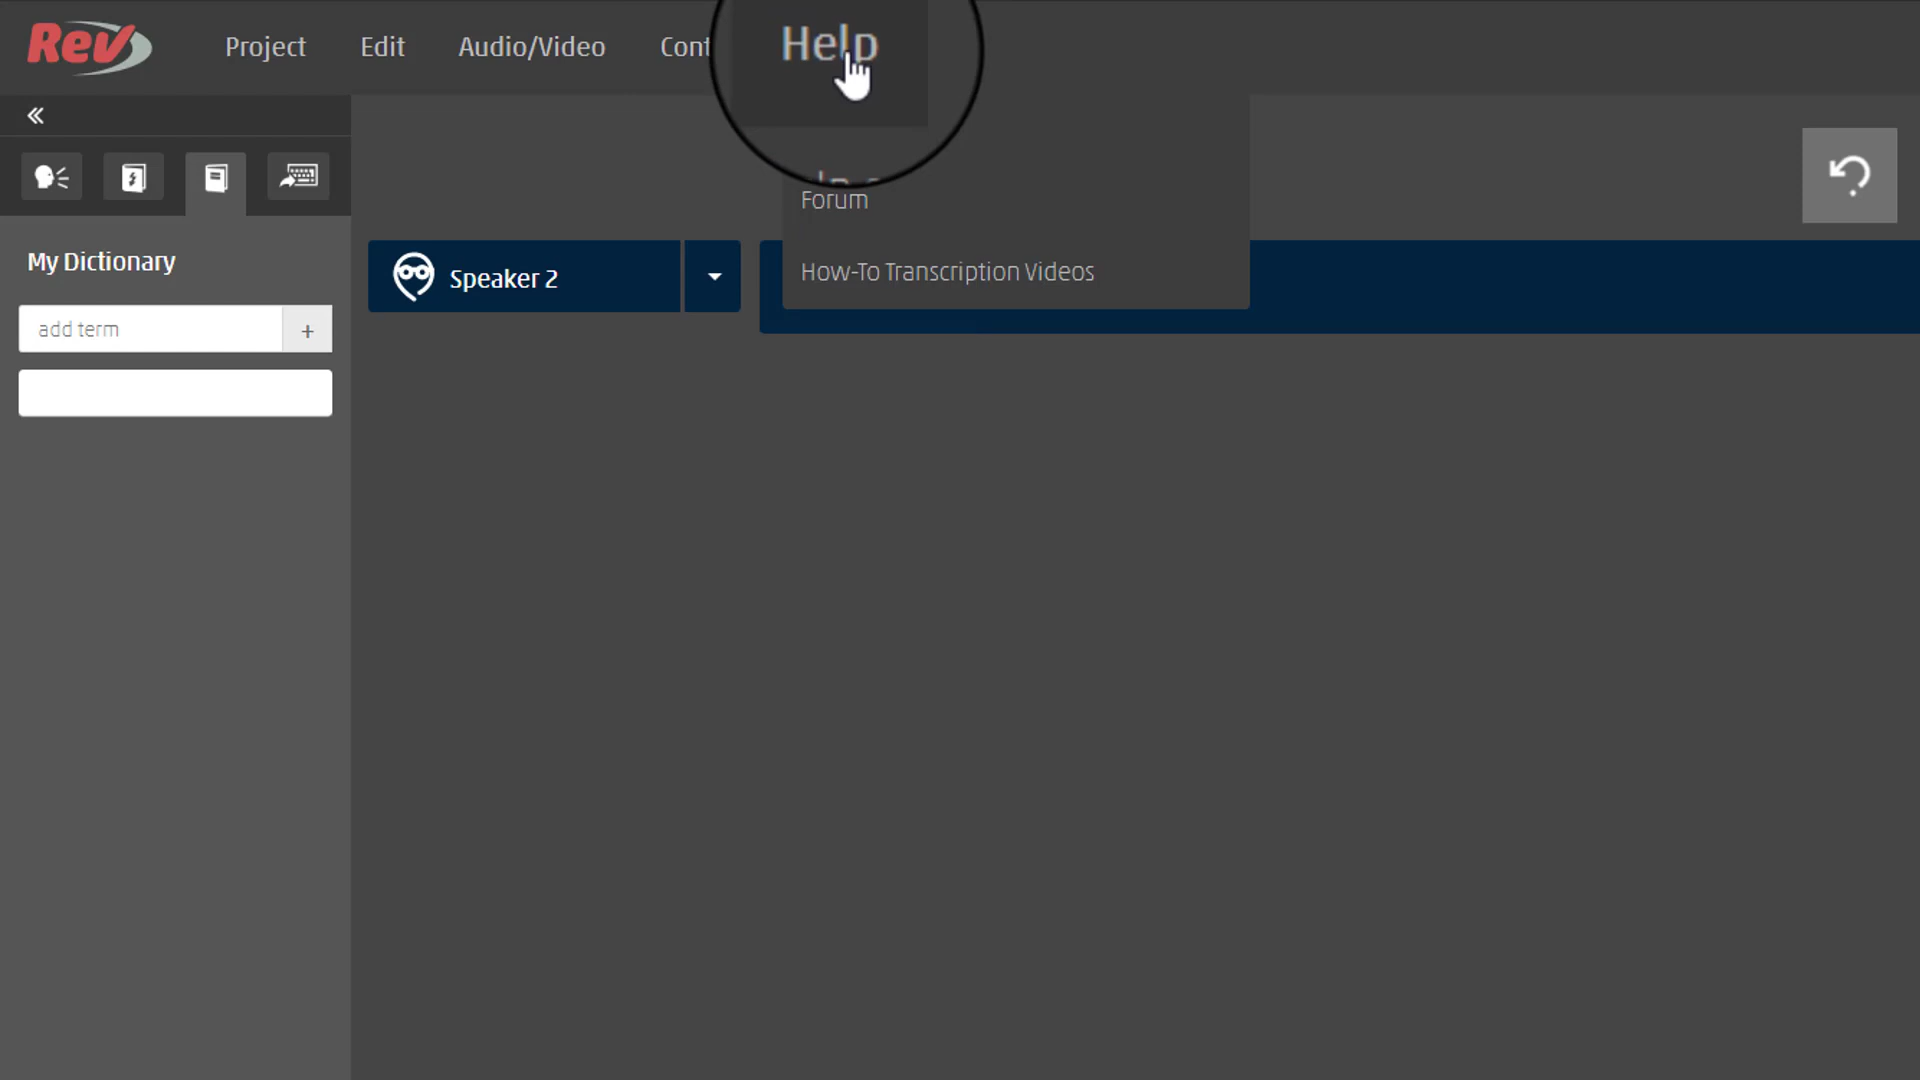 Rev
Project
Edit
Audio/Video
Cont
Help
Forum
How-To Transcription Videos
My Dictionary
add term
+
Speaker 2